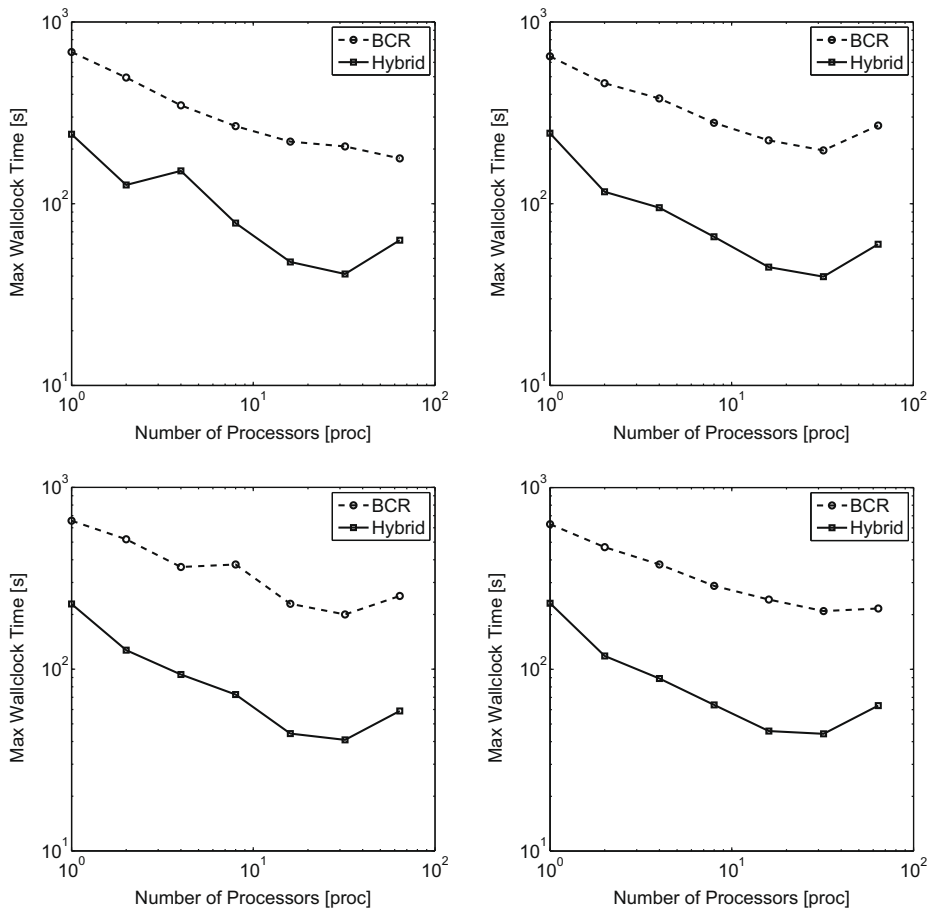 10^3
BCR
Hybrid
Max Wallclock Time [s]
10^2
10^1
10^0
10^1
10^2
Number of Processors [proc]
10^3
BCR
Hybrid
Max Wallclock Time [s]
10^2
10^1
10^0
10^1
10^2
Number of Processors [proc]
10^3
BCR
Hybrid
Max Wallclock Time [s]
10^2
10^1
10^0
10^1
10^2
Number of Processors [proc]
10^3
BCR
Hybrid
Max Wallclock Time [s]
10^2
10^1
10^0
10^1
10^2
Number of Processors [proc]